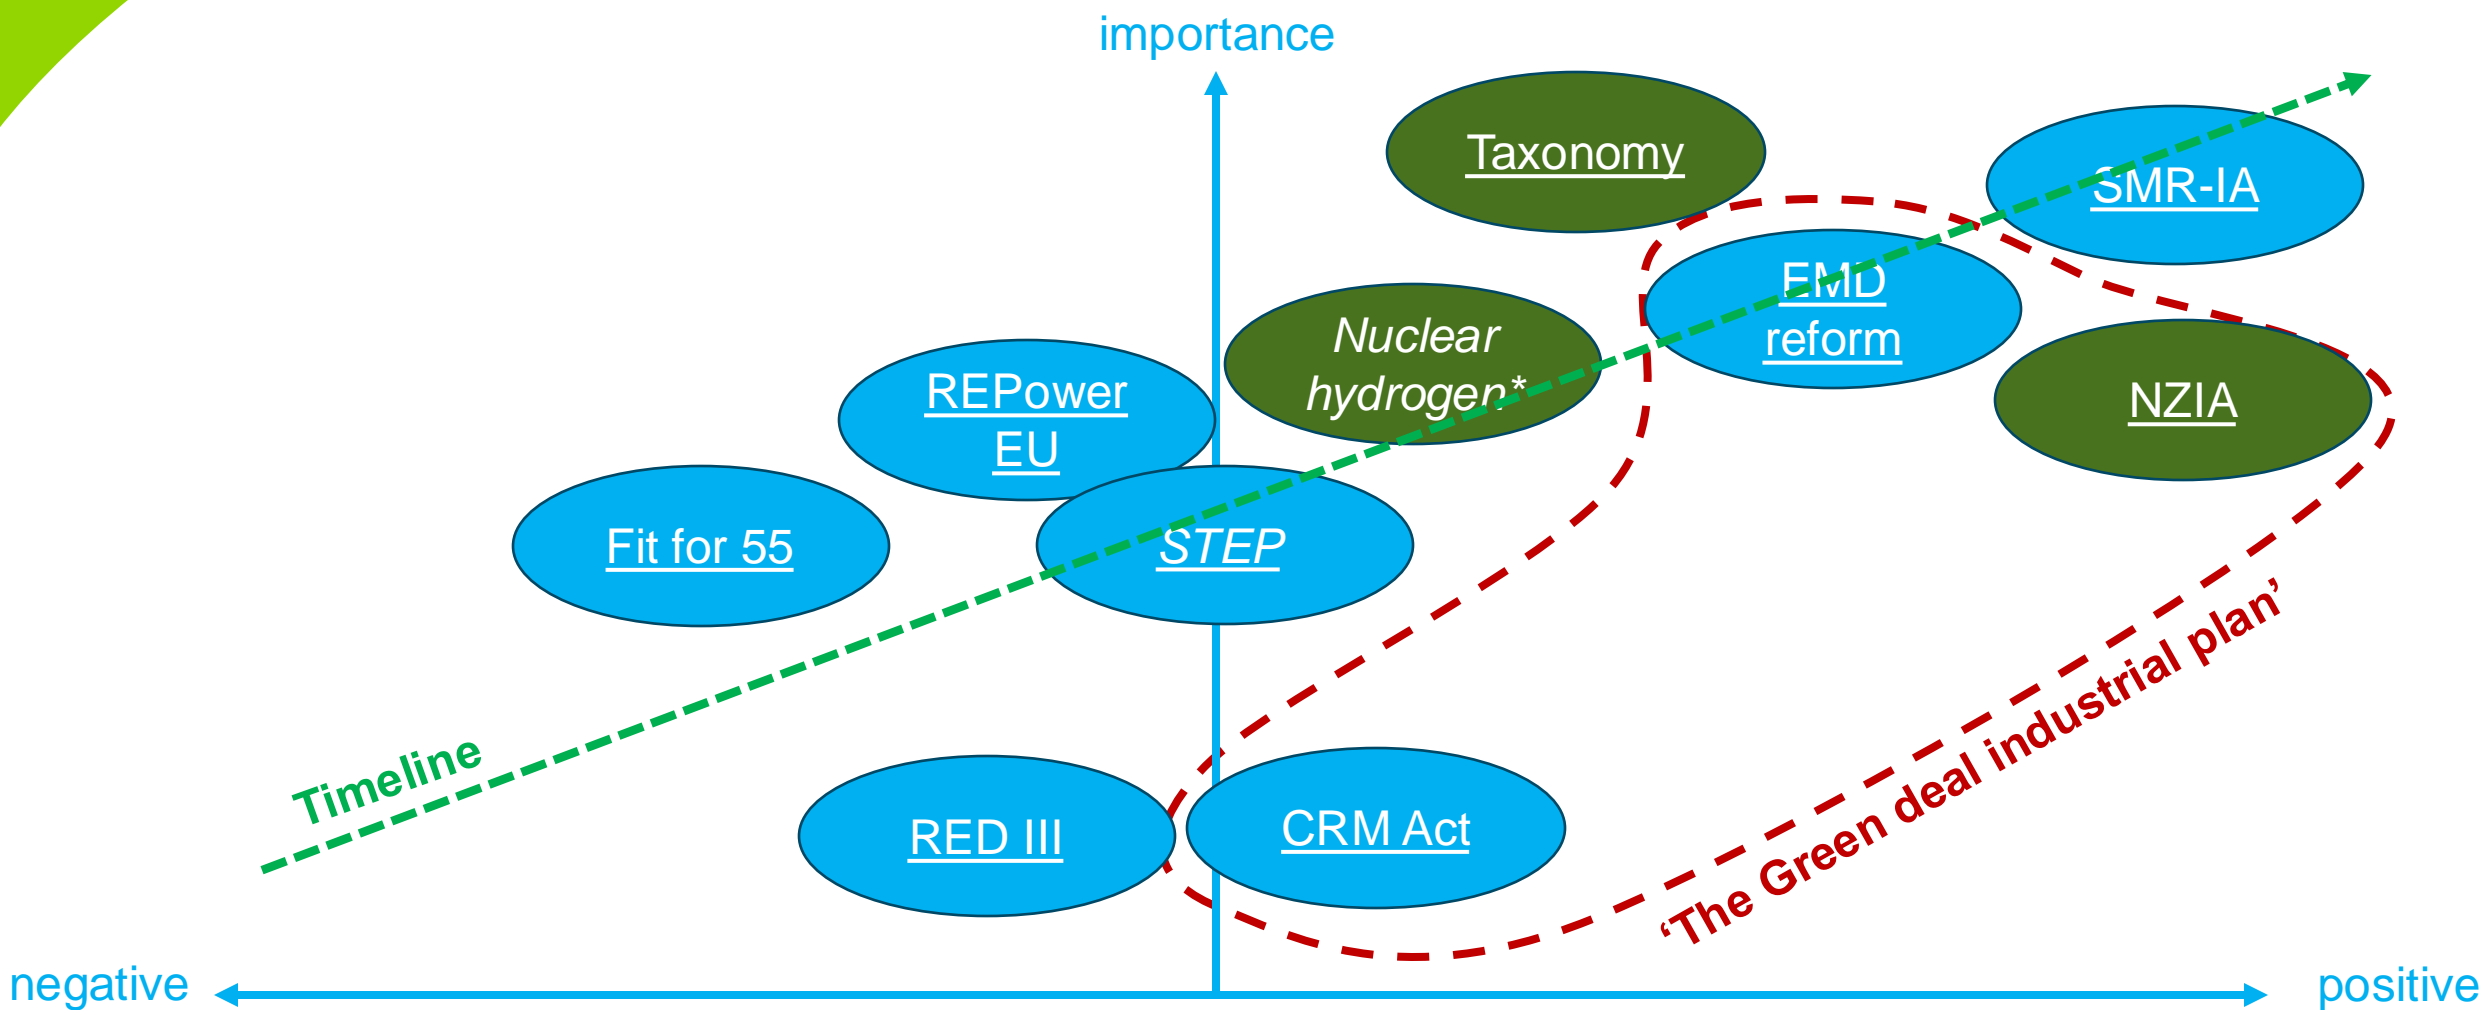 importance
Taxonomy
SMR-IA
EMD
reform
Nuclear
hydrogen*
REPower
EU
NZIA
Fit for 55
STEP
Timeline
RED III
CRM Act
‘The Green deal industrial plan’
negative
positive